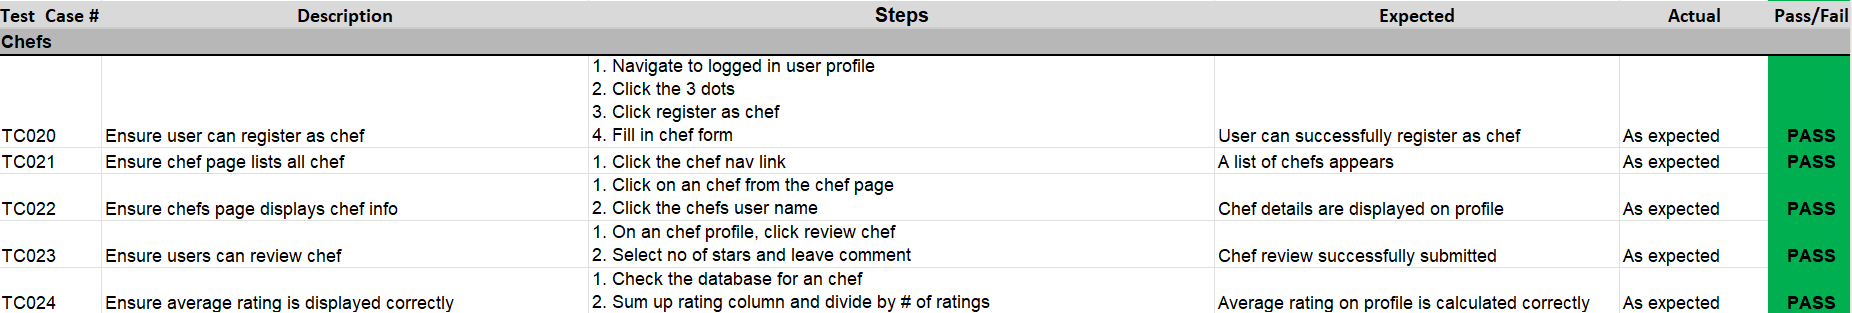 Test Case # Description Steps Expected Actual Pass/Fail
Chefs
1. Navigate to logged in user profile
2. Click the 3 dots
3. Click register as chef
TC020 Ensure user can register as chef 4. Fill in chef form User can successfully register as chef As expected PASS
TC021 Ensure chef page lists all chef 1. Click the chef nav link A list of chefs appears As expected PASS
1. Click on an chef from the chef page
TC022 Ensure chefs page displays chef info 2. Click the chefs user name Chef details are displayed on profile As expected PASS
1. On an chef profile, click review chef
TC023 Ensure users can review chef 2. Select no of stars and leave comment Chef review successfully submitted As expected PASS
1. Check the database for an chef
TC024 Ensure average rating is displayed correctly 2. Sum up rating column and divide by # of ratings Average rating on profile is calculated correctly As expected PASS